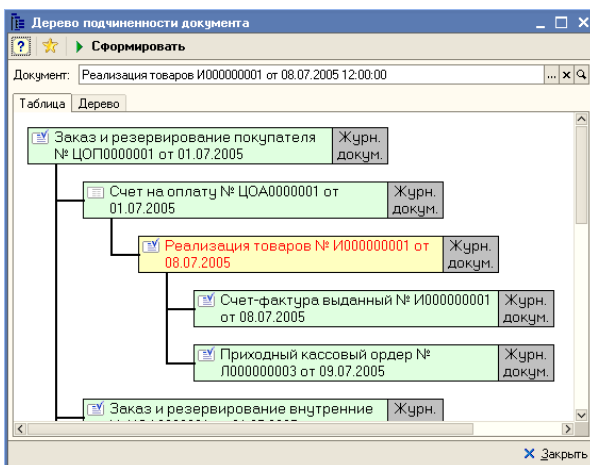 Дерево подчиненности документа
? Сформировать
Документ: Реализация товаров И000000001 от 08.07.2005 12:00:00 ...
Таблица Дерево
Заказ и резервирование покупателя Журн.
№ ЦОП0000001 от 01.07.2005 докум.
Счет на оплату № ЦОА0000001 от Журн.
01.07.2005 докум.
Реализация товаров № И000000001 от Журн.
08.07.2005 докум.
Счет-фактура выданный № И000000001 Журн.
от 08.07.2005 докум.
Приходный кассовый ордер № Журн.
Л000000003 от 09.07.2005 докум.
Заказ и резервирование внутренние Журн.
Закрыть